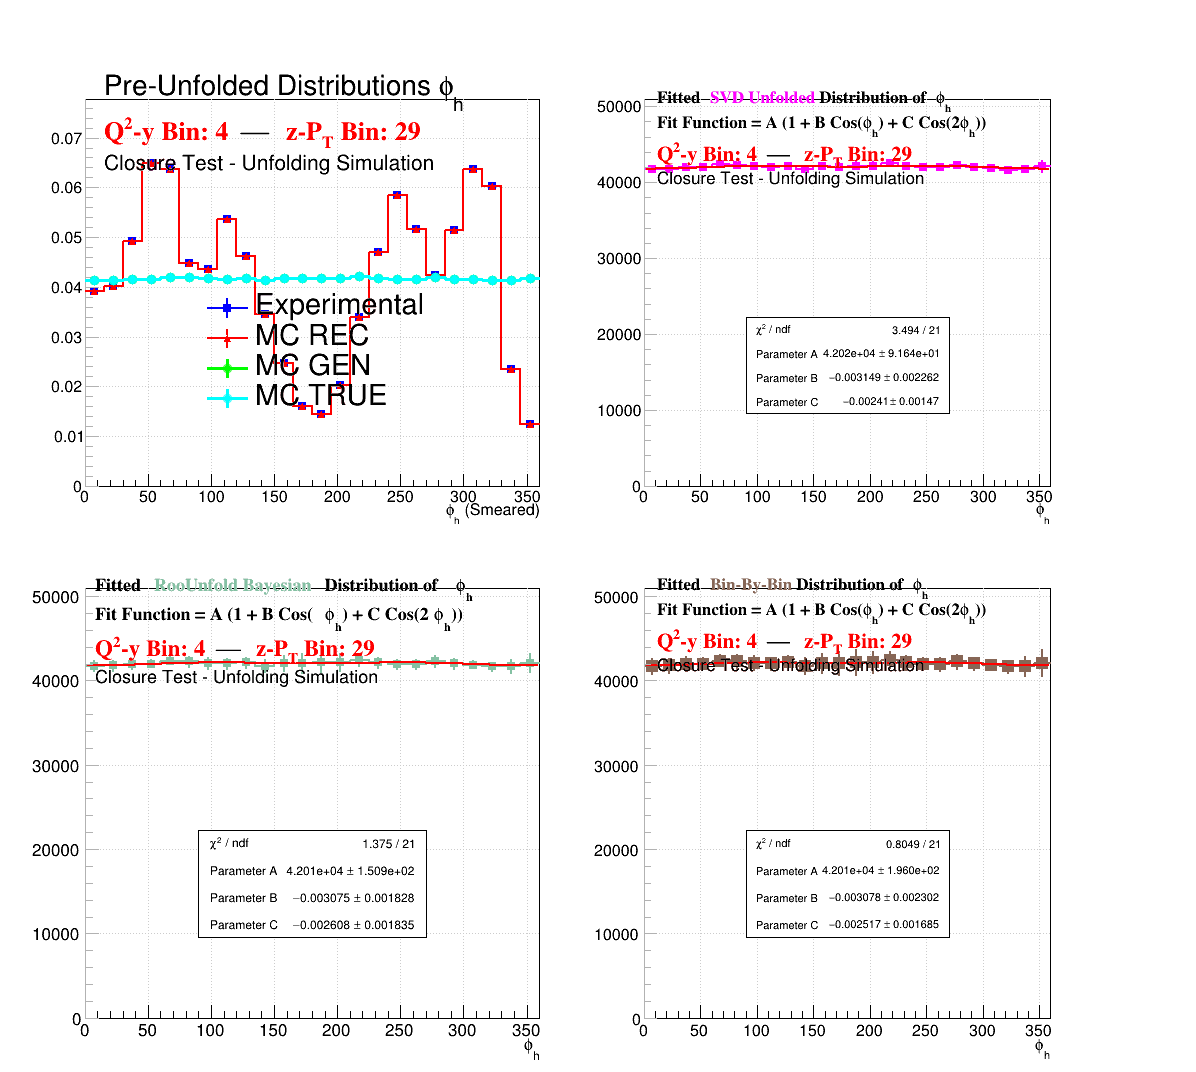 Pre-Unfolded Distributions ϕh
Q2-y Bin: 4 — z-PT Bin: 29
Closure Test - Unfolding Simulation
0.07
0.06
0.05
0.04
0.03
0.02
0.01
0
Experimental
MC REC
MC GEN
MC TRUE
0 50 100 150 200 250 300 350
ϕh (Smeared)
Fitted SVD Unfolded Distribution of ϕh
Fit Function = A (1 + B Cos(ϕh) + C Cos(2ϕh))
Q2-y Bin: 4 — z-PT Bin: 29
Closure Test - Unfolding Simulation
50000
40000
30000
20000
10000
0
χ2 / ndf 3.494 / 21
Parameter A 4.202e+04 ± 9.164e+01
Parameter B −0.003149 ± 0.002262
Parameter C −0.00241 ± 0.00147
0 50 100 150 200 250 300 350
ϕh
Fitted RooUnfold Bayesian Distribution of ϕh
Fit Function = A (1 + B Cos( ϕh) + C Cos(2 ϕh))
Q2-y Bin: 4 — z-PT Bin: 29
Closure Test - Unfolding Simulation
50000
40000
30000
20000
10000
0
χ2 / ndf 1.375 / 21
Parameter A 4.201e+04 ± 1.509e+02
Parameter B −0.003075 ± 0.001828
Parameter C −0.002608 ± 0.001835
0 50 100 150 200 250 300 350
ϕh
Fitted Bin-By-Bin Distribution of ϕh
Fit Function = A (1 + B Cos(ϕh) + C Cos(2ϕh))
Q2-y Bin: 4 — z-PT Bin: 29
Closure Test - Unfolding Simulation
50000
40000
30000
20000
10000
0
χ2 / ndf 0.8049 / 21
Parameter A 4.201e+04 ± 1.960e+02
Parameter B −0.003078 ± 0.002302
Parameter C −0.002517 ± 0.001685
0 50 100 150 200 250 300 350
ϕh